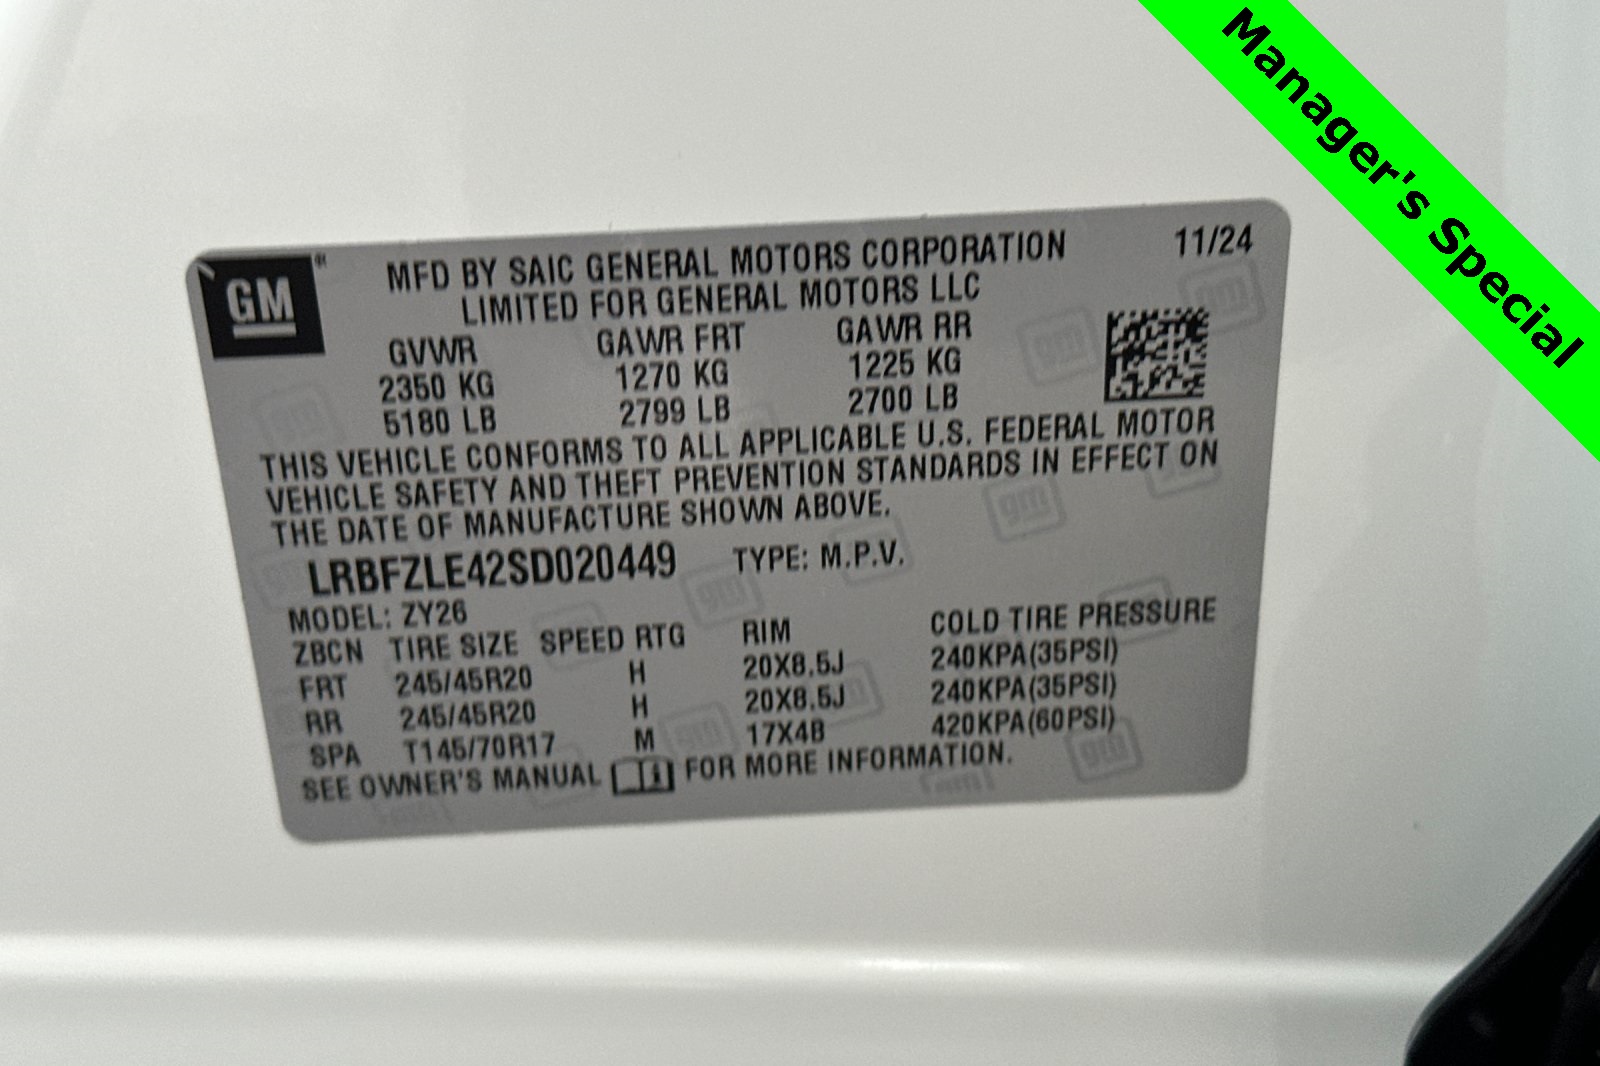 Manager's Special
GM
MFD BY SAIC GENERAL MOTORS CORPORATION 11/24
LIMITED FOR GENERAL MOTORS LLC
GVWR GAWR FRT GAWR RR
2350 KG 1270 KG 1225 KG
5180 LB 2799 LB 2700 LB
THIS VEHICLE CONFORMS TO ALL APPLICABLE U.S. FEDERAL MOTOR
VEHICLE SAFETY AND THEFT PREVENTION STANDARDS IN EFFECT ON
THE DATE OF MANUFACTURE SHOWN ABOVE.
LRBFZLE42SD020449 TYPE: M.P.V.
MODEL: ZY26
ZBCN TIRE SIZE SPEED RTG RIM COLD TIRE PRESSURE
FRT 245/45R20 H 20X8.5J 240KPA(35PSI)
RR 245/45R20 H 20X8.5J 240KPA(35PSI)
SPA T145/70R17 M 17X4B 420KPA(60PSI)
SEE OWNER'S MANUAL FOR MORE INFORMATION.